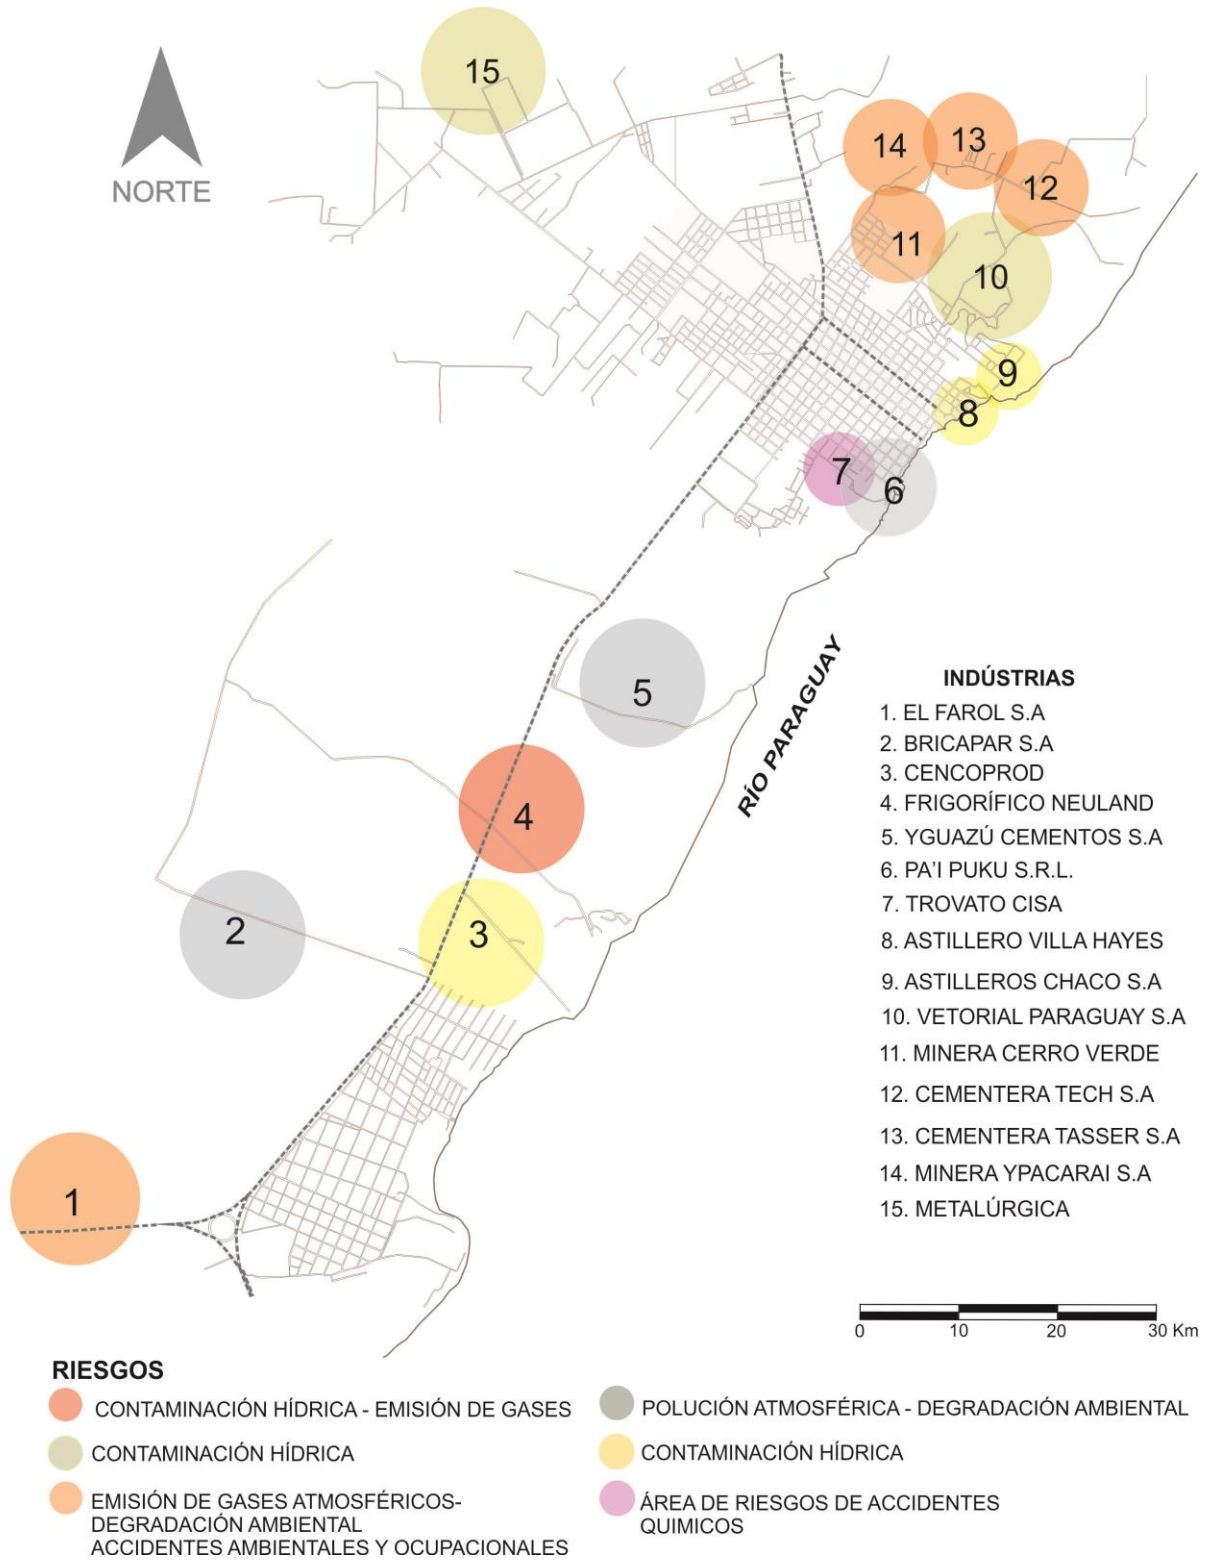 15
NORTE
14
13
12
11
10
9
8
7
6
5
RÍO PARAGUAY
4
3
2
1
INDÚSTRIAS
1. EL FAROL S.A
2. BRICAPAR S.A
3. CENCOPROD
4. FRIGORÍFICO NEULAND
5. YGUAZÚ CEMENTOS S.A
6. PA'I PUKU S.R.L.
7. TROVATO CISA
8. ASTILLERO VILLA HAYES
9. ASTILLEROS CHACO S.A
10. VETORIAL PARAGUAY S.A
11. MINERA CERRO VERDE
12. CEMENTERA TECH S.A
13. CEMENTERA TASSER S.A
14. MINERA YPACARAI S.A
15. METALÚRGICA
0 10 20 30 Km
RIESGOS
CONTAMINACIÓN HÍDRICA - EMISIÓN DE GASES
CONTAMINACIÓN HÍDRICA
EMISIÓN DE GASES ATMOSFÉRICOS-
DEGRADACIÓN AMBIENTAL
ACCIDENTES AMBIENTALES Y OCUPACIONALES
POLUCIÓN ATMOSFÉRICA - DEGRADACIÓN AMBIENTAL
CONTAMINACIÓN HÍDRICA
ÁREA DE RIESGOS DE ACCIDENTES
QUIMICOS